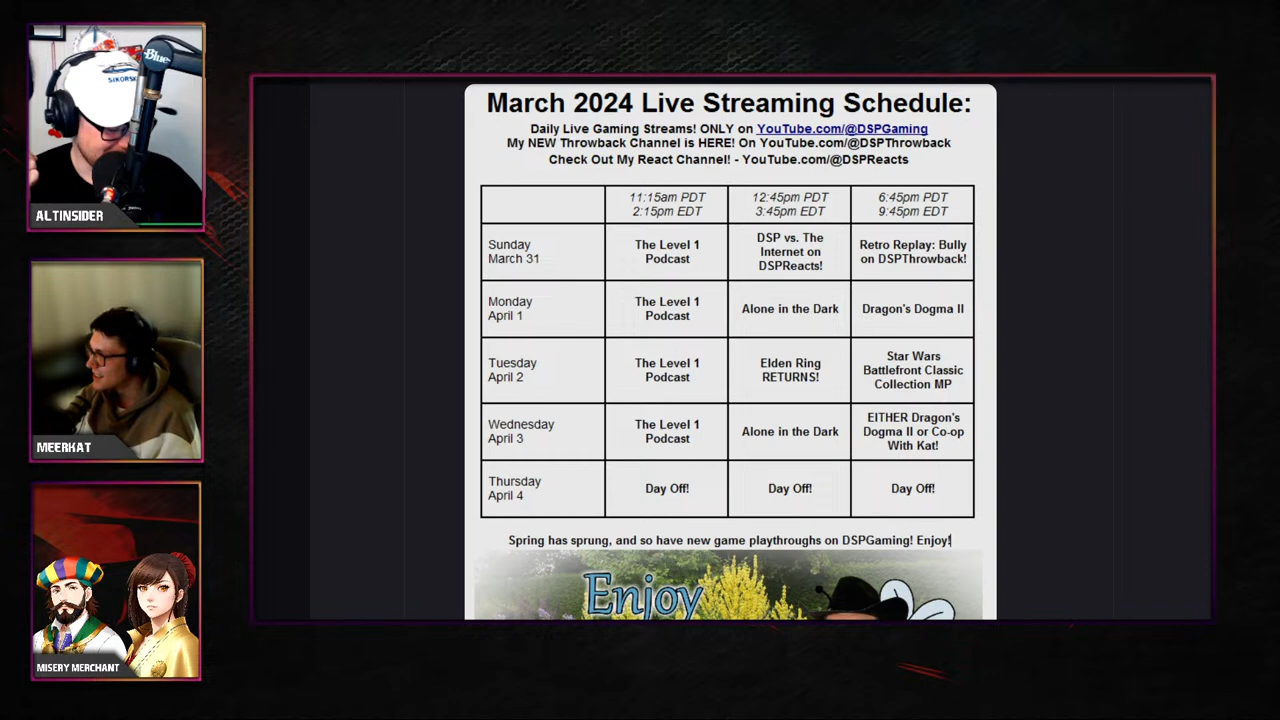 Blue
SIKORSK
ALTINSIDER
MEERKAT
MISERY MERCHANT
March 2024 Live Streaming Schedule:
Daily Live Gaming Streams! ONLY on YouTube.com/@DSPGaming
My NEW Throwback Channel is HERE! On YouTube.com/@DSPThrowback
Check Out My React Channel! - YouTube.com/@DSPReacts
11:15am PDT
2:15pm EDT
12:45pm PDT
3:45pm EDT
6:45pm PDT
9:45pm EDT
Sunday
March 31
The Level 1
Podcast
DSP vs. The
Internet on
DSPReacts!
Retro Replay: Bully
on DSPThrowback!
Monday
April 1
The Level 1
Podcast
Alone in the Dark
Dragon's Dogma II
Tuesday
April 2
The Level 1
Podcast
Elden Ring
RETURNS!
Star Wars
Battlefront Classic
Collection MP
Wednesday
April 3
The Level 1
Podcast
Alone in the Dark
EITHER Dragon's
Dogma II or Co-op
With Kat!
Thursday
April 4
Day Off!
Day Off!
Day Off!
Spring has sprung, and so have new game playthroughs on DSPGaming! Enjoy!
Enjoy